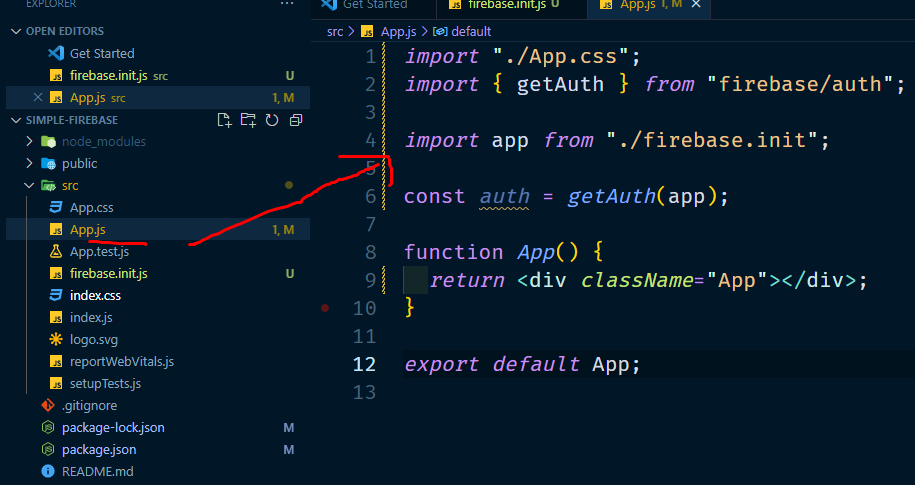 EXPLORER
···
OPEN EDITORS
Get Started
firebase.init.js src U
App.js src 1, M
SIMPLE-FIREBASE
node_modules
public
src
App.css
App.js 1, M
App.test.js
firebase.init.js U
index.css
index.js
logo.svg
reportWebVitals.js
setupTests.js
.gitignore
package-lock.json M
package.json M
README.md
Get Started
firebase.init.js U
App.js 1, M
src > App.js > default
1 import "./App.css";
2 import { getAuth } from "firebase/auth";
3
4 import app from "./firebase.init";
5
6 const auth = getAuth(app);
7
8 function App() {
9 return <div className="App"></div>;
10 }
11
12 export default App;
13